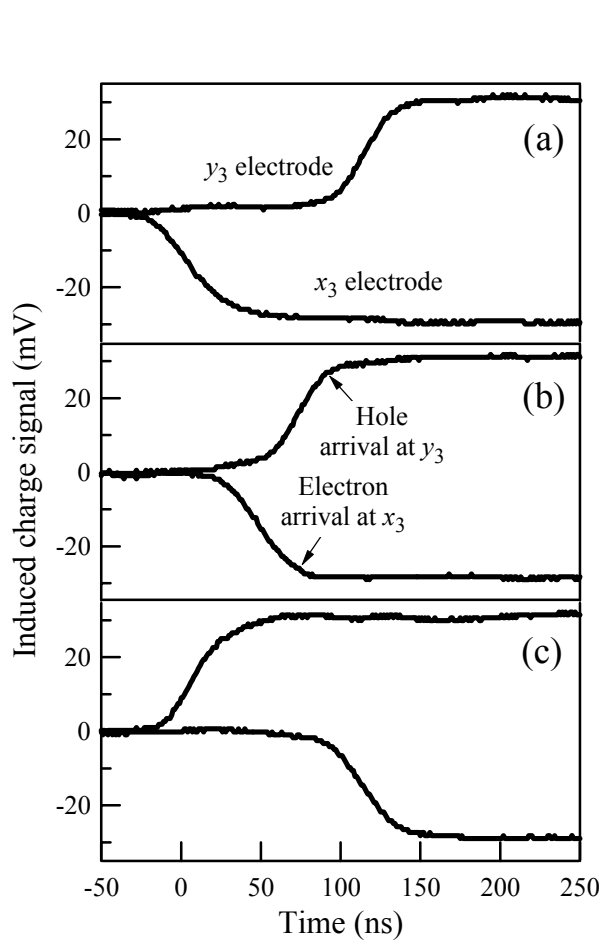 (a)
y3 electrode
x3 electrode
20
0
-20
(b)
Hole
arrival at y3
Electron
arrival at x3
20
0
-20
(c)
20
0
-20
-50 0 50 100 150 200 250
Time (ns)
Induced charge signal (mV)